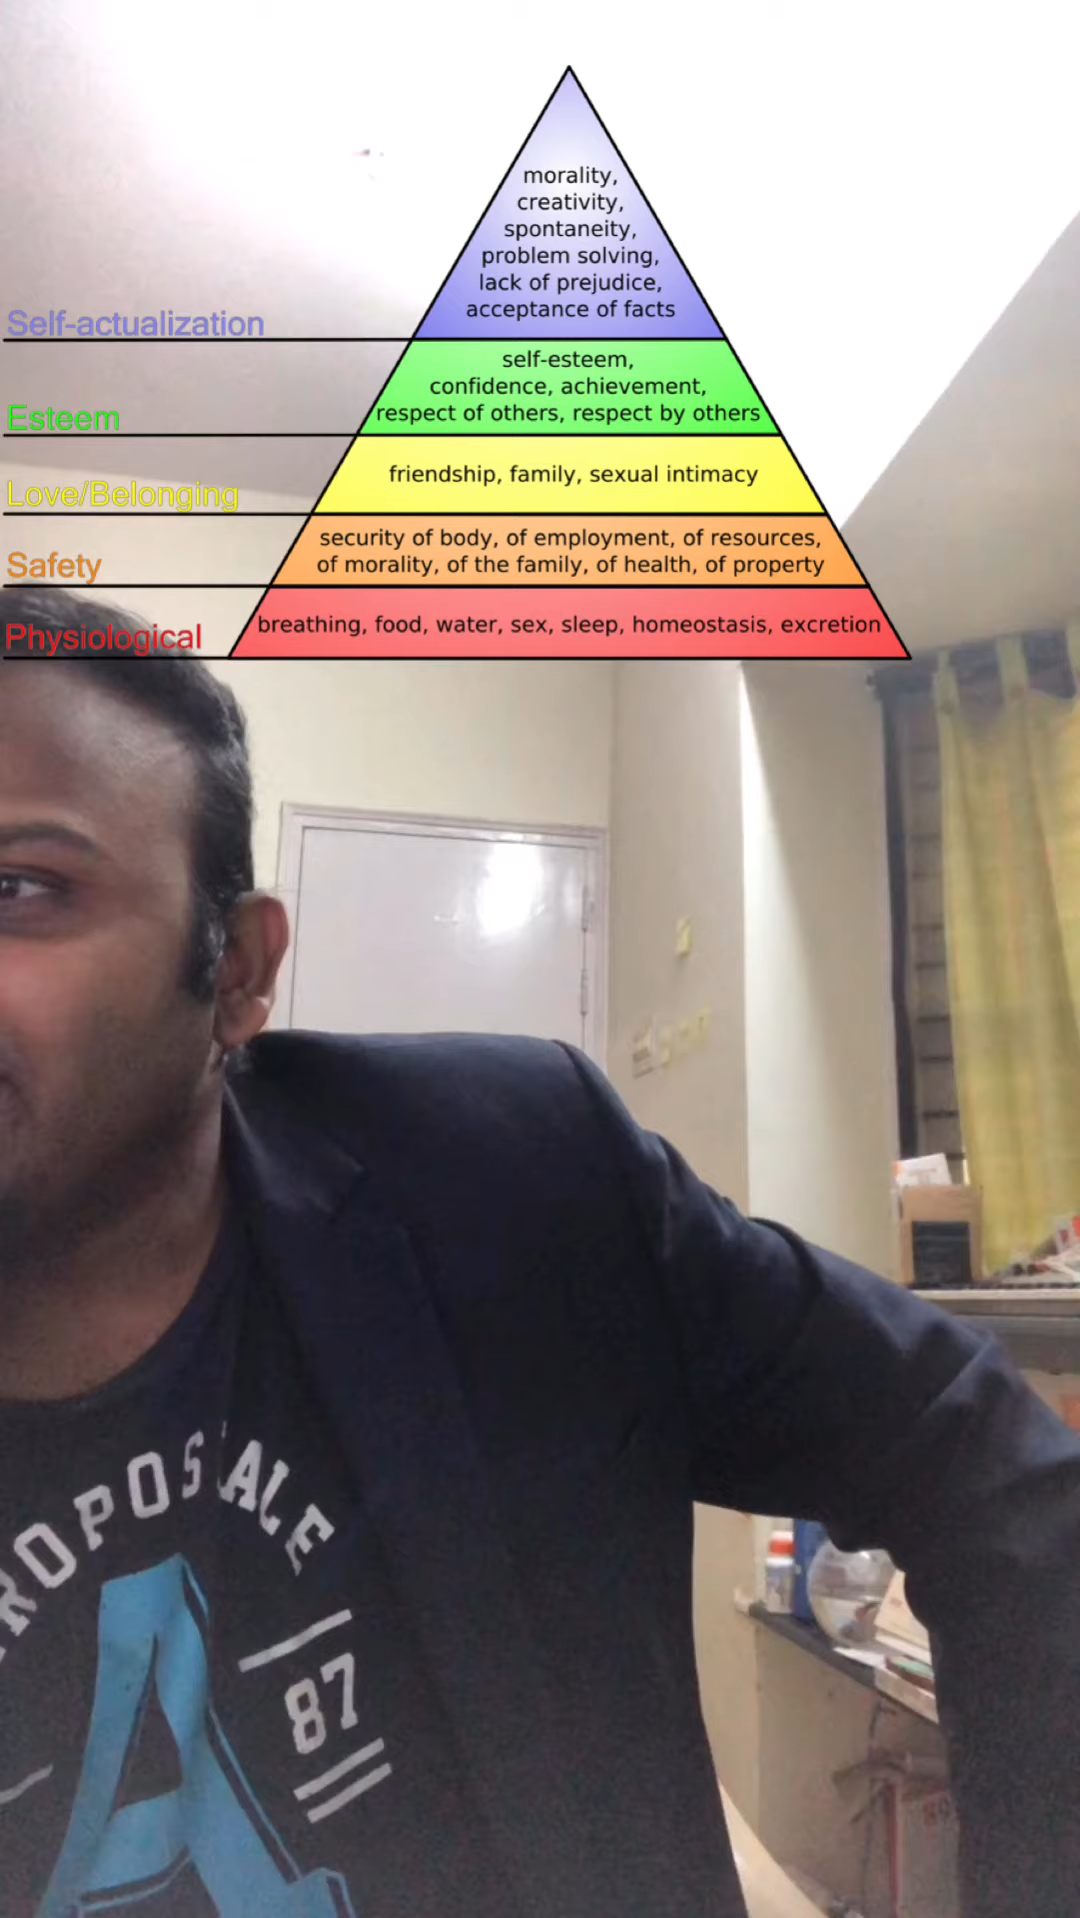 morality,
creativity,
spontaneity,
problem solving,
lack of prejudice,
acceptance of facts
Self-actualization
self-esteem,
confidence, achievement,
respect of others, respect by others
Esteem
friendship, family, sexual intimacy
Love/Belonging
security of body, of employment, of resources,
of morality, of the family, of health, of property
Safety
breathing, food, water, sex, sleep, homeostasis, excretion
Physiological
ROPOSTALE
A
87